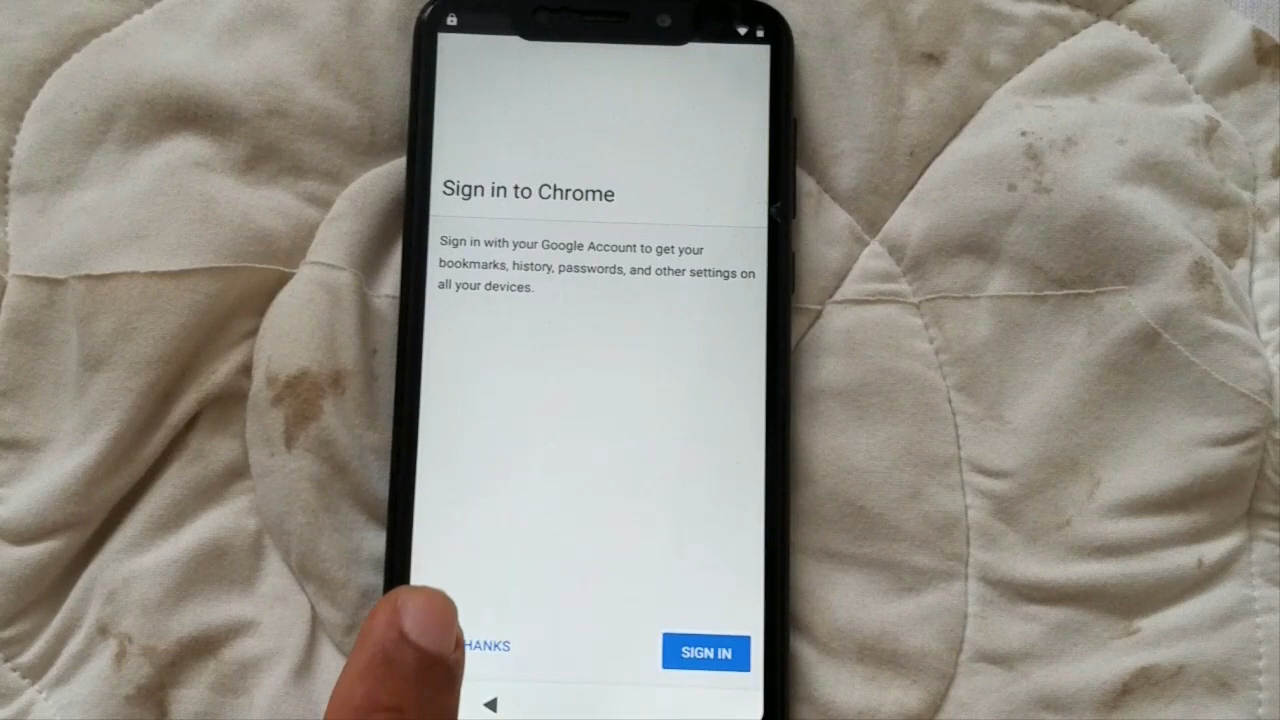 Sign in to Chrome
Sign in with your Google Account to get your
bookmarks, history, passwords, and other settings on
all your devices.
HANKS
SIGN IN